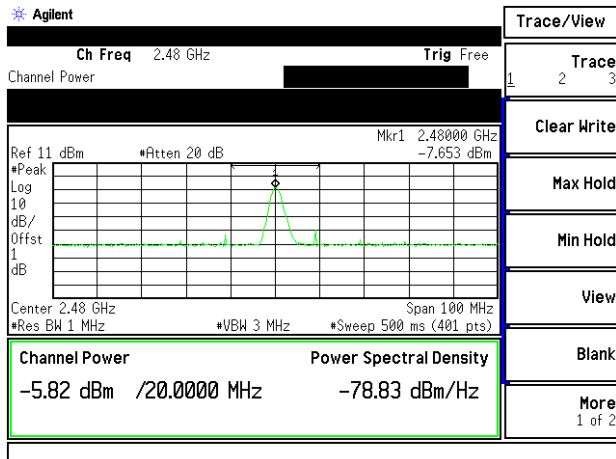 Agilent
Trace/View
Ch Freq 2.48 GHz Trig Free
Channel Power
Trace
1 2 3
Clear Write
Max Hold
Min Hold
View
Blank
More
1 of 2
Mkr1 2.48000 GHz
Ref 11 dBm #Atten 20 dB -7.653 dBm
#Peak
Log
10
dB/
Offst
1
dB
1
Center 2.48 GHz Span 100 MHz
#Res BW 1 MHz #VBW 3 MHz #Sweep 500 ms (401 pts)
Channel Power Power Spectral Density
-5.82 dBm /20.0000 MHz -78.83 dBm/Hz